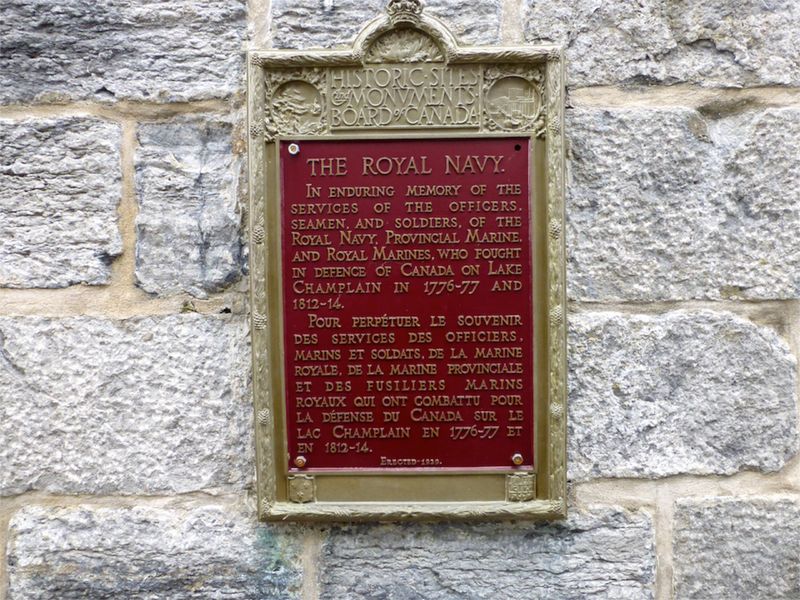 HISTORIC SITES
and MONUMENTS
BOARD of CANADA
THE ROYAL NAVY.
IN ENDURING MEMORY OF THE
SERVICES OF THE OFFICERS,
SEAMEN, AND SOLDIERS, OF THE
ROYAL NAVY, PROVINCIAL MARINE,
AND ROYAL MARINES, WHO FOUGHT
IN DEFENCE OF CANADA ON LAKE
CHAMPLAIN IN 1776-77 AND
1812-14.
POUR PERPÉTUER LE SOUVENIR
DES SERVICES DES OFFICIERS,
MARINS ET SOLDATS, DE LA MARINE
ROYALE, DE LA MARINE PROVINCIALE
ET DES FUSILIERS MARINS
ROYAUX QUI ONT COMBATTU POUR
LA DÉFENSE DU CANADA SUR LE
LAC CHAMPLAIN EN 1776-77 ET
EN 1812-14.
ERECTED-1929.